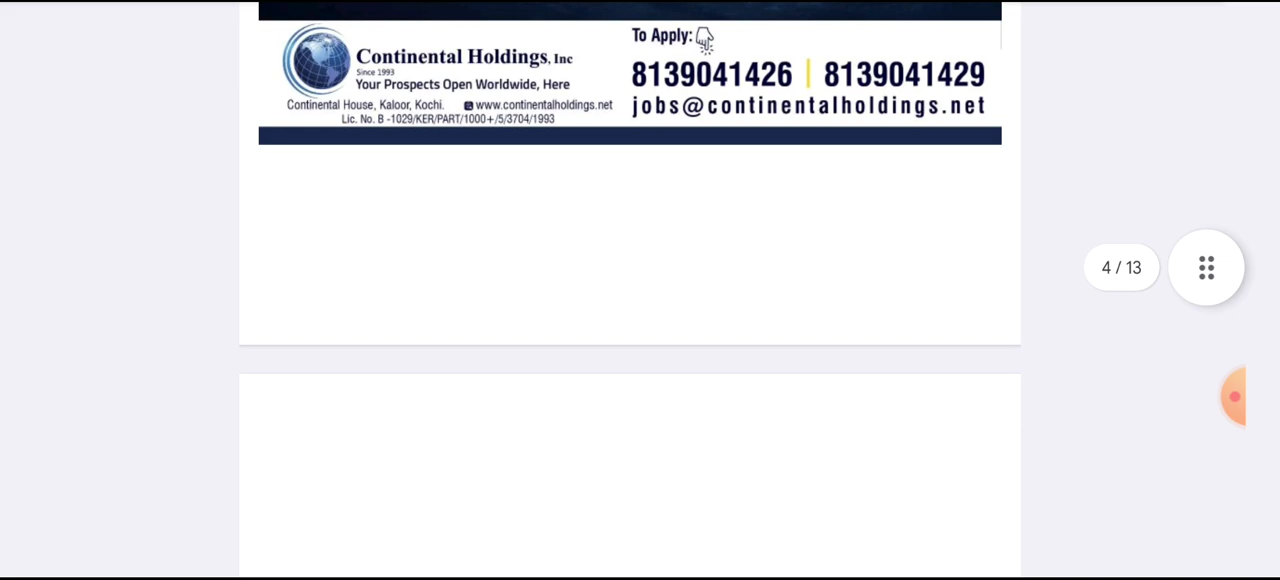 Continental Holdings, Inc
Since 1993
Your Prospects Open Worldwide, Here
Continental House, Kaloor, Kochi. www.continentalholdings.net
Lic. No. B -1029/KER/PART/1000+/5/3704/1993
To Apply:
8139041426 | 8139041429
jobs@continentalholdings.net
4 / 13